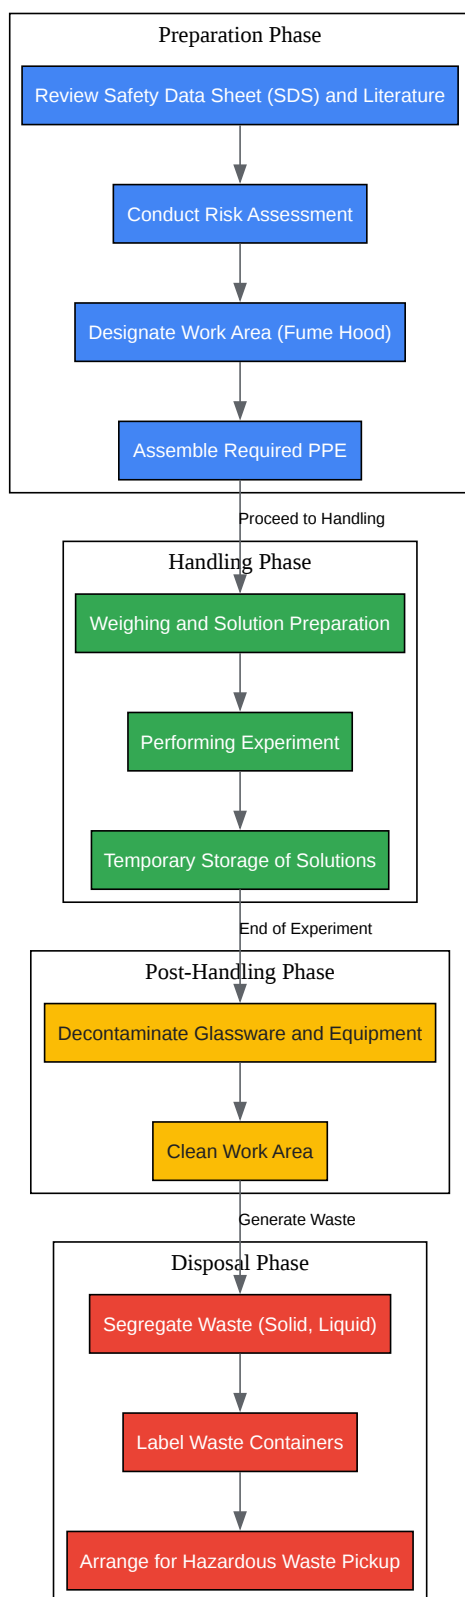 Preparation Phase
Review Safety Data Sheet (SDS) and Literature
Conduct Risk Assessment
Designate Work Area (Fume Hood)
Assemble Required PPE
Proceed to Handling
Handling Phase
Weighing and Solution Preparation
Performing Experiment
Temporary Storage of Solutions
End of Experiment
Post-Handling Phase
Decontaminate Glassware and Equipment
Clean Work Area
Generate Waste
Disposal Phase
Segregate Waste (Solid, Liquid)
Label Waste Containers
Arrange for Hazardous Waste Pickup